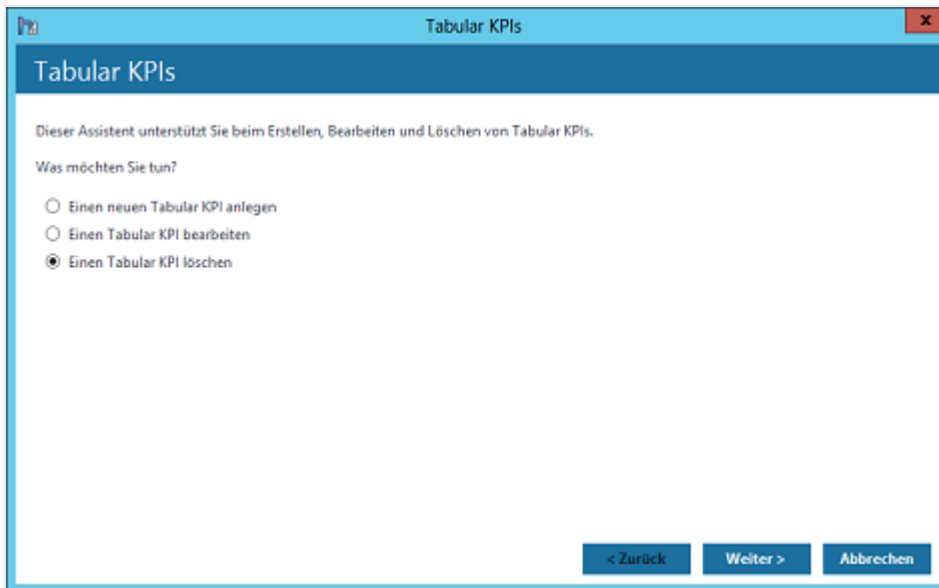 Tabular KPIs
x
Tabular KPIs
Dieser Assistent unterstützt Sie beim Erstellen, Bearbeiten und Löschen von Tabular KPIs.
Was möchten Sie tun?
Einen neuen Tabular KPI anlegen
Einen Tabular KPI bearbeiten
Einen Tabular KPI löschen
< Zurück Weiter > Abbrechen